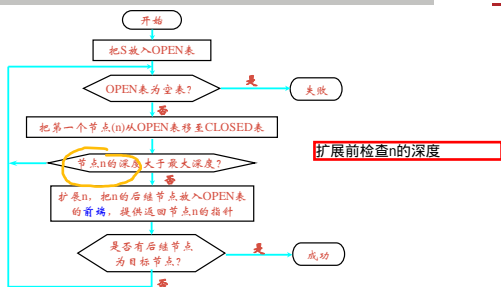 开始
把S放入OPEN表
OPEN表为空表?
是
失败
否
把第一个节点(n)从OPEN表移至CLOSED表
节点n的深度大于最大深度?
扩展前检查n的深度
否
扩展n，把n的后继节点放入OPEN表
的前端，提供返回节点n的指针
是否有后继节点
为目标节点?
是
成功
否